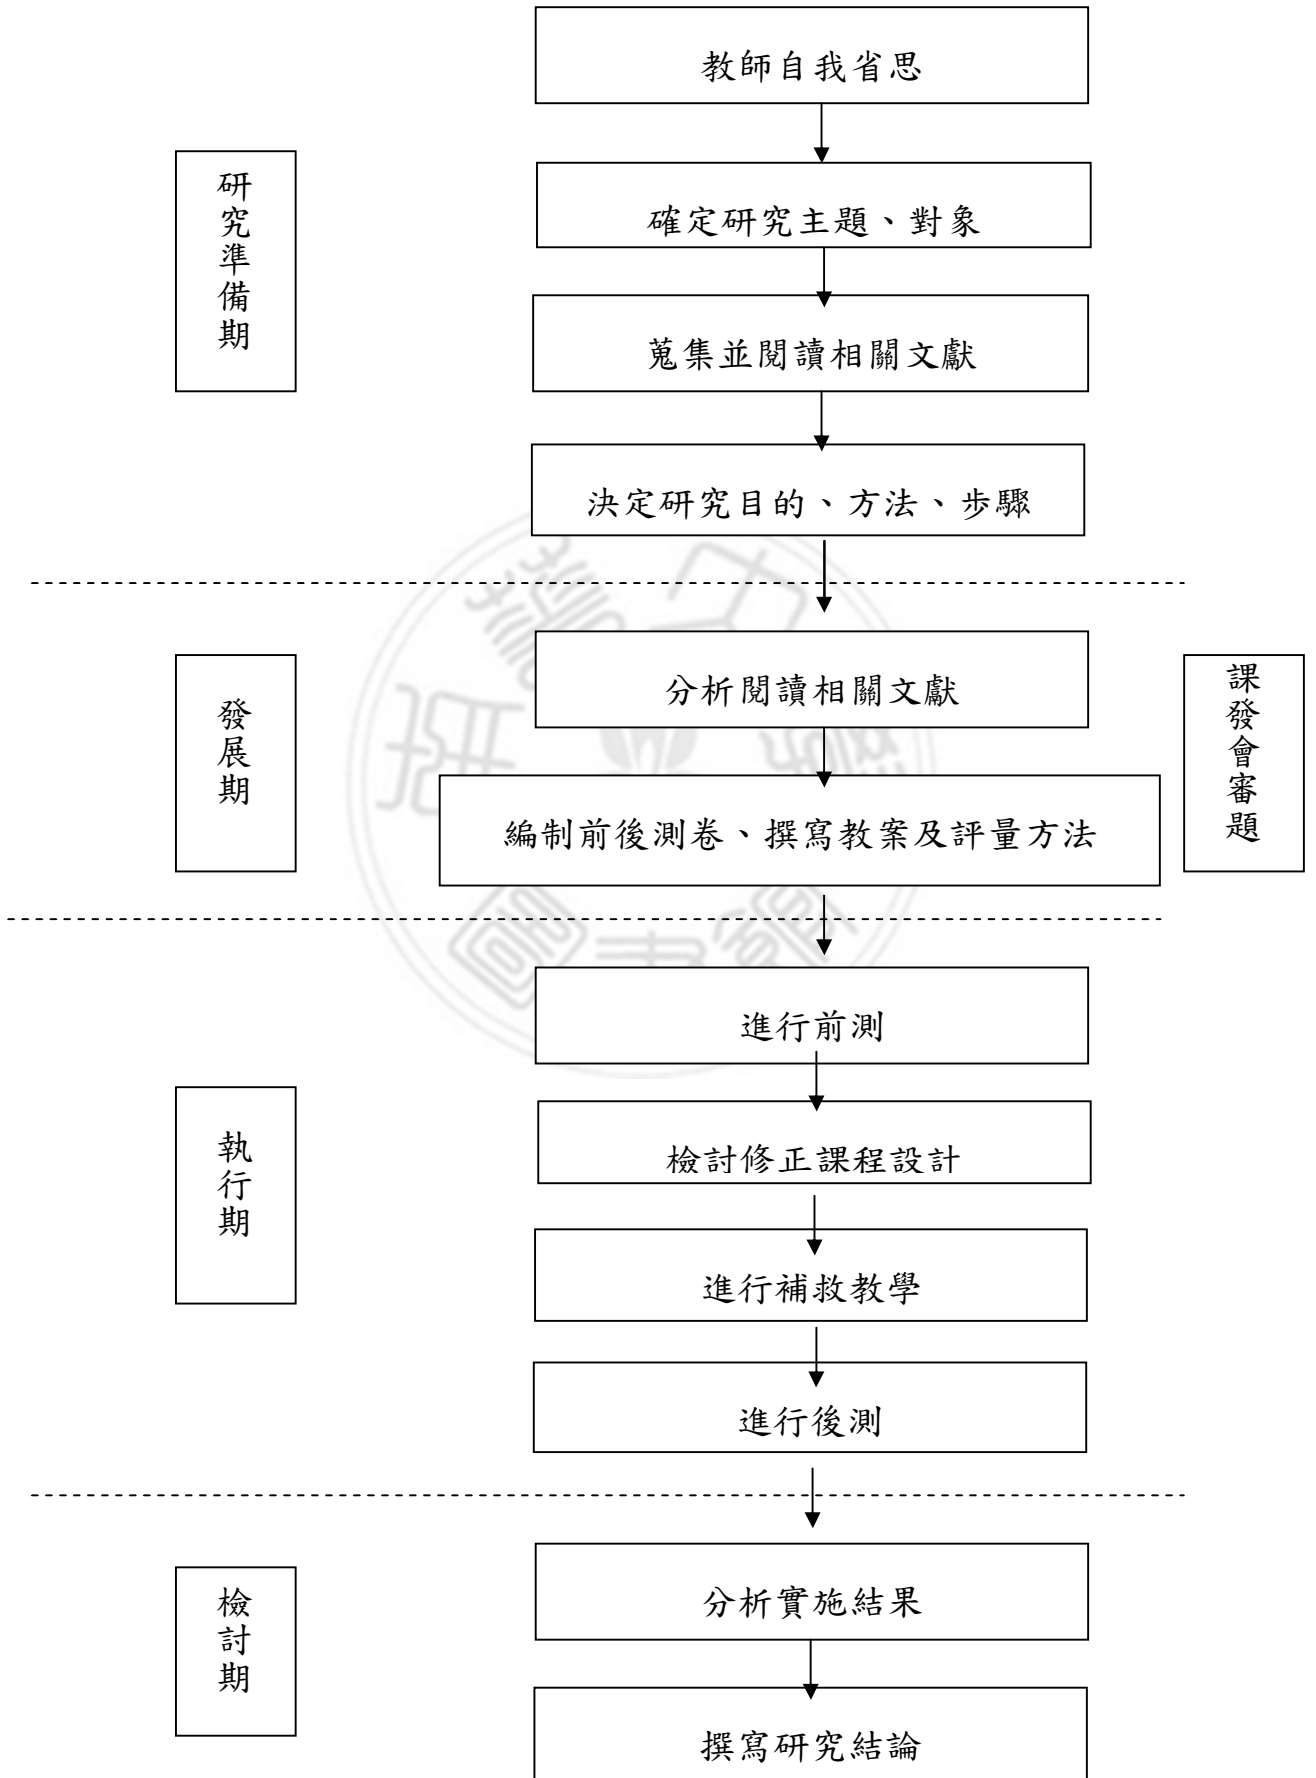 教師自我省思
研究準備期
確定研究主題、對象
蒐集並閱讀相關文獻
決定研究目的、方法、步驟
發展期
分析閱讀相關文獻
課發會審題
編制前後測卷、撰寫教案及評量方法
進行前測
執行期
檢討修正課程設計
進行補救教學
進行後測
檢討期
分析實施結果
撰寫研究結論